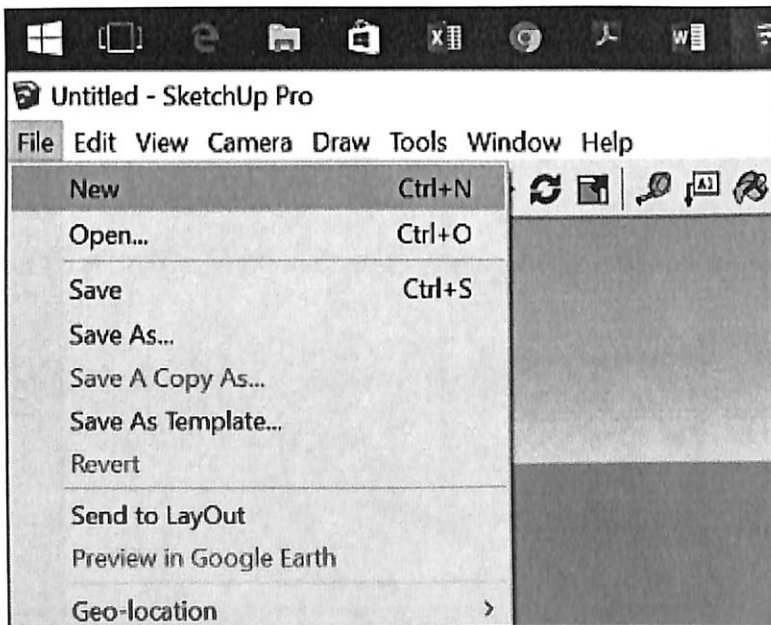 Untitled - SketchUp Pro
File Edit View Camera Draw Tools Window Help
New Ctrl+N
Open... Ctrl+O
Save Ctrl+S
Save As...
Save A Copy As...
Save As Template...
Revert
Send to LayOut
Preview in Google Earth
Geo-location >